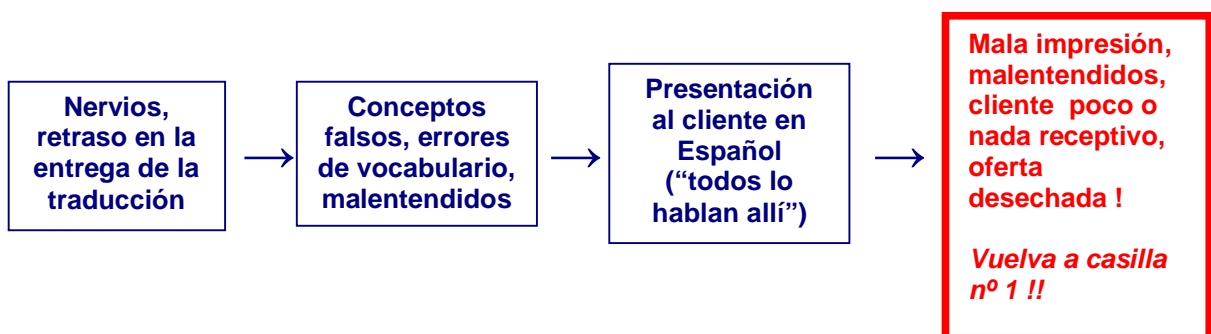 Nervios,
retraso en la
entrega de la
traducción
→
Conceptos
falsos, errores
de vocabulario,
malentendidos
→
Presentación
al cliente en
Español
(“todos lo
hablan allí”)
→
Mala impresión,
malentendidos,
cliente poco o
nada receptivo,
oferta
desechada !
Vuelva a casilla
nº 1 !!